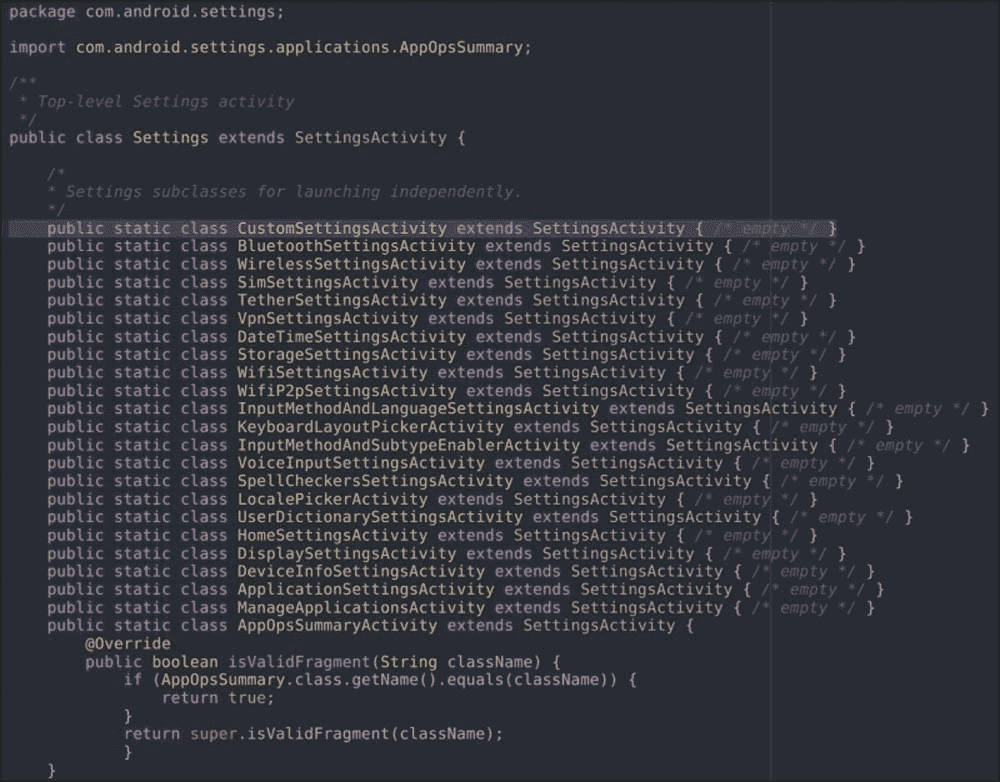 package com.android.settings;
import com.android.settings.applications.AppOpsSummary;
/**
* Top-level Settings activity
*/
public class Settings extends SettingsActivity {
/*
* Settings subclasses for launching independently.
*/
public static class CustomSettingsActivity extends SettingsActivity { /* empty */ }
public static class BluetoothSettingsActivity extends SettingsActivity { /* empty */ }
public static class WirelessSettingsActivity extends SettingsActivity { /* empty */ }
public static class SimSettingsActivity extends SettingsActivity { /* empty */ }
public static class TetherSettingsActivity extends SettingsActivity { /* empty */ }
public static class VpnSettingsActivity extends SettingsActivity { /* empty */ }
public static class DateTimeSettingsActivity extends SettingsActivity { /* empty */ }
public static class StorageSettingsActivity extends SettingsActivity { /* empty */ }
public static class WifiSettingsActivity extends SettingsActivity { /* empty */ }
public static class WifiP2pSettingsActivity extends SettingsActivity { /* empty */ }
public static class InputMethodAndLanguageSettingsActivity extends SettingsActivity { /* empty */ }
public static class KeyboardLayoutPickerActivity extends SettingsActivity { /* empty */ }
public static class InputMethodAndSubtypeEnablerActivity extends SettingsActivity { /* empty */ }
public static class VoiceInputSettingsActivity extends SettingsActivity { /* empty */ }
public static class SpellCheckersSettingsActivity extends SettingsActivity { /* empty */ }
public static class LocalePickerActivity extends SettingsActivity { /* empty */ }
public static class UserDictionarySettingsActivity extends SettingsActivity { /* empty */ }
public static class HomeSettingsActivity extends SettingsActivity { /* empty */ }
public static class DisplaySettingsActivity extends SettingsActivity { /* empty */ }
public static class DeviceInfoSettingsActivity extends SettingsActivity { /* empty */ }
public static class ApplicationSettingsActivity extends SettingsActivity { /* empty */ }
public static class ManageApplicationsActivity extends SettingsActivity { /* empty */ }
public static class AppOpsSummaryActivity extends SettingsActivity {
@Override
public boolean isValidFragment(String className) {
if (AppOpsSummary.class.getName().equals(className)) {
return true;
}
return super.isValidFragment(className);
}
}